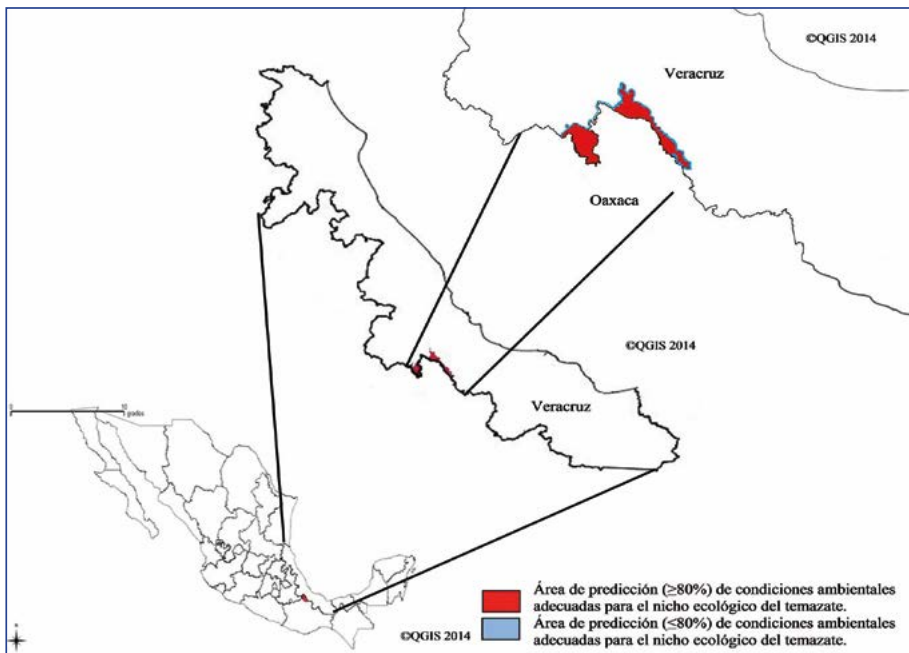 ©QGIS 2014
Veracruz
Oaxaca
©QGIS 2014
Veracruz
©QGIS 2014
Área de predicción (≥80%) de condiciones ambientales
adecuadas para el nicho ecológico del temazate.
Área de predicción (≤80%) de condiciones ambientales
adecuadas para el nicho ecológico del temazate.